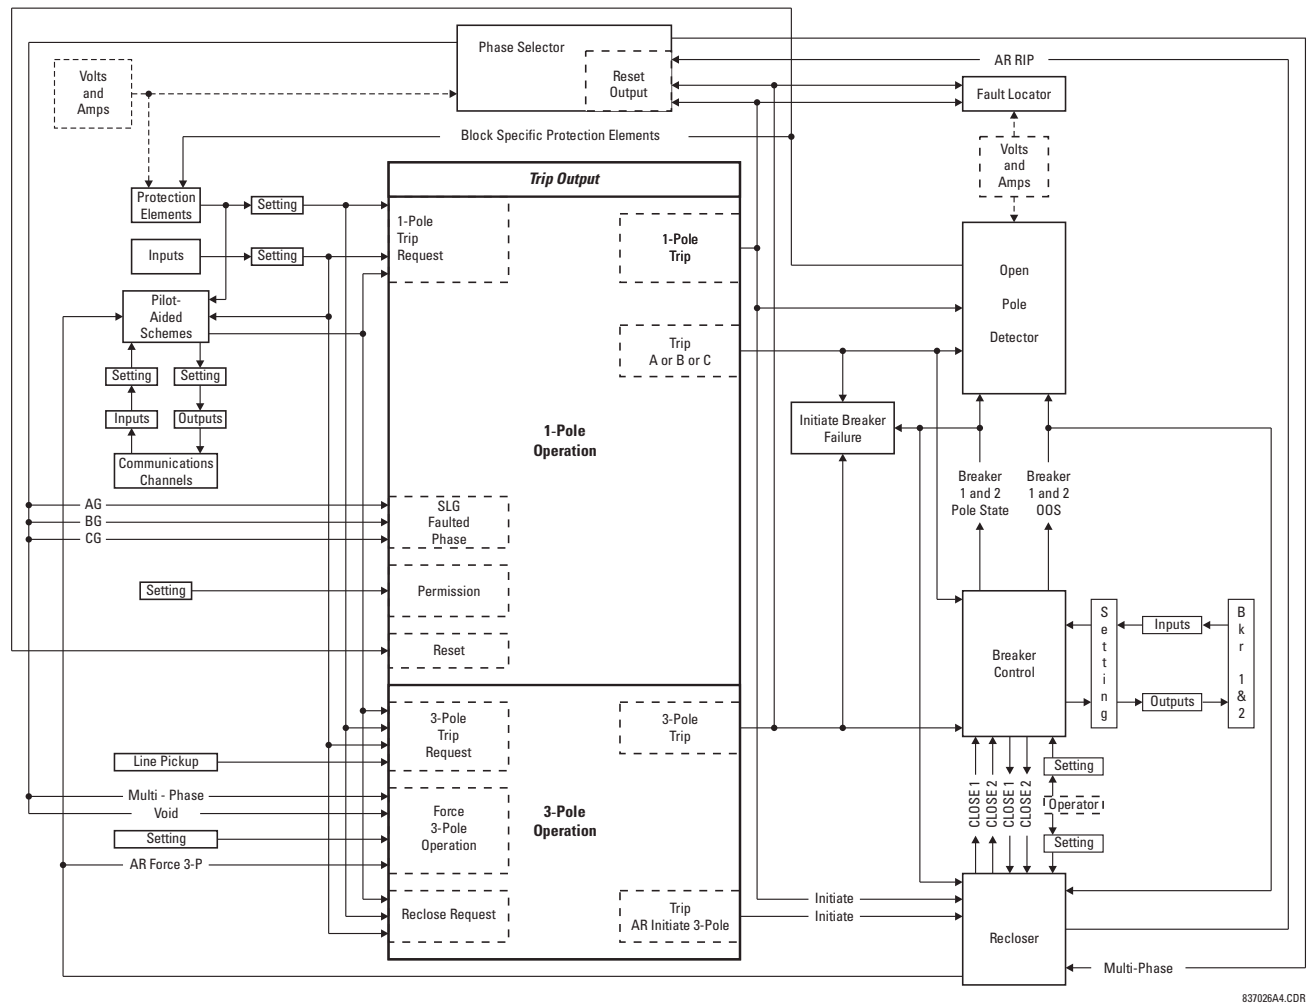 Phase Selector
Reset
Output
AR RIP
Fault Locator
Volts
and
Amps
Block Specific Protection Elements
Volts
and
Amps
Trip Output
Protection
Elements
Setting
1-Pole
Trip
Request
1-Pole
Trip
Inputs
Setting
Open
Pole
Detector
Pilot-
Aided
Schemes
Trip
A or B or C
Setting
Setting
Inputs
Outputs
Initiate Breaker
Failure
1-Pole
Operation
Communications
Channels
Breaker
1 and 2
Pole State
Breaker
1 and 2
OOS
AG
BG
CG
SLG
Faulted
Phase
Setting
Permission
Reset
Breaker
Control
Setting
Inputs
Outputs
Bkr 1&2
3-Pole
Trip
Request
3-Pole
Trip
Line Pickup
Setting
Multi - Phase
Void
Setting
AR Force 3-P
Force
3-Pole
Operation
3-Pole
Operation
CLOSE 1
CLOSE 2
CLOSE 1
CLOSE 2
Operator
Setting
Reclose Request
Trip
AR Initiate 3-Pole
Initiate
Initiate
Recloser
Multi-Phase
837026A4.CDR